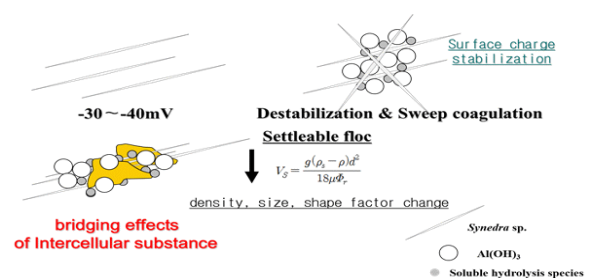 Surface charge
stabilization
-30～-40mV
Destabilization & Sweep coagulation
Settleable floc
V_S = g(ρ_s − ρ)d² / 18μΦ_r
density, size, shape factor change
bridging effects
of Intercellular substance
Synedra sp.
Al(OH)₃
Soluble hydrolysis species